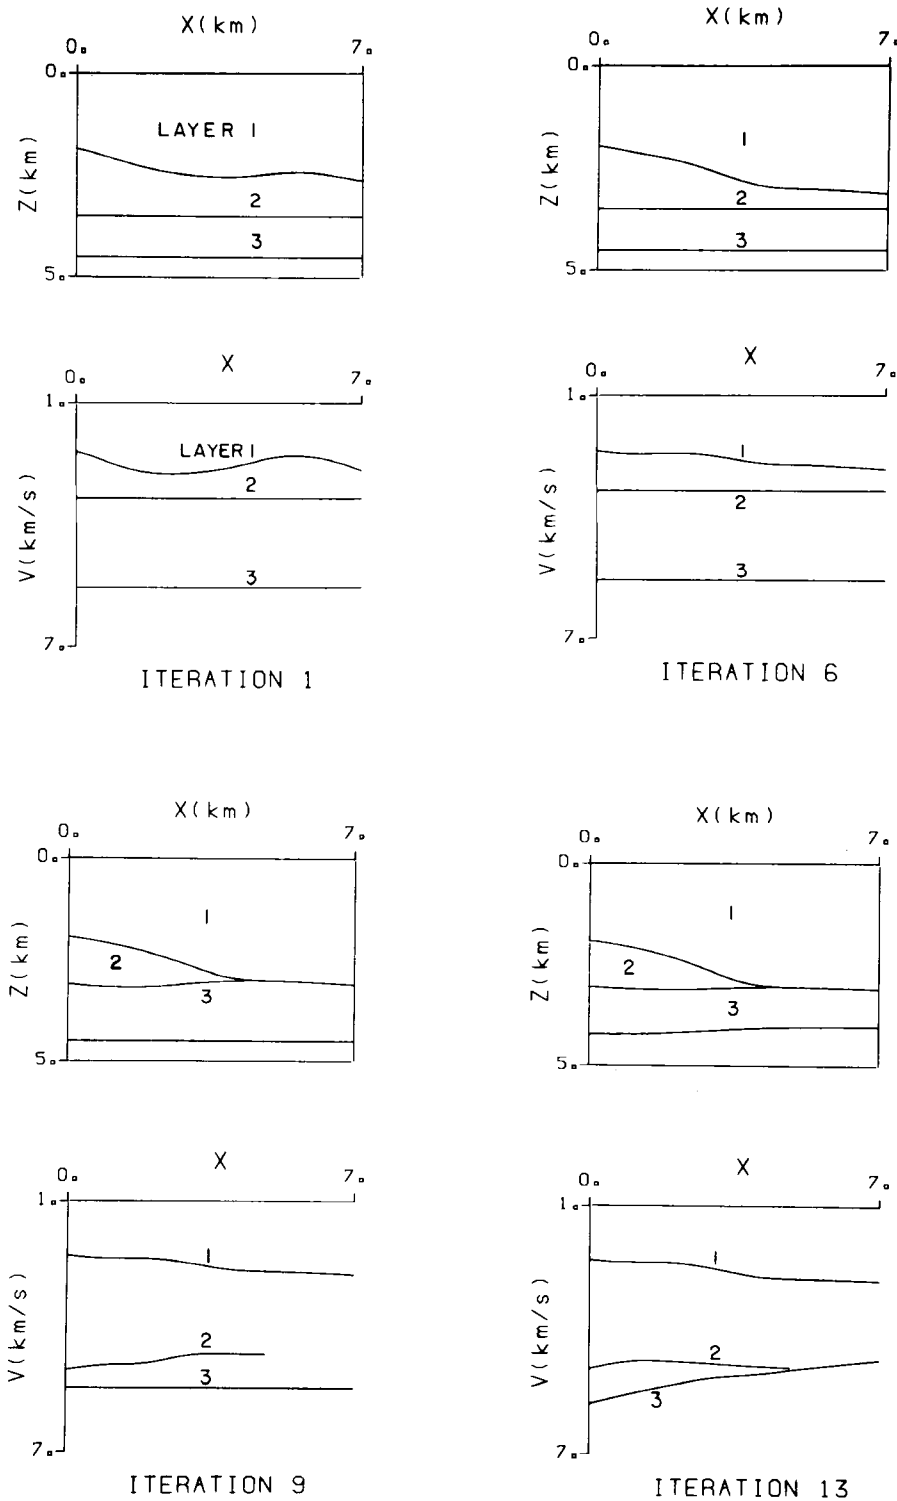 X(km)
0. 7.
0.
Z(km)
LAYER 1
2
3
5.
X
0. 7.
1.
V(km/s)
LAYER 1
2
3
7.
ITERATION 1
X(km)
0. 7.
0.
Z(km)
1
2
3
5.
X
0. 7.
1.
V(km/s)
1
2
3
7.
ITERATION 6
X(km)
0. 7.
0.
Z(km)
1
2
3
5.
X
0. 7.
1.
V(km/s)
1
2
3
7.
ITERATION 9
X(km)
0. 7.
0.
Z(km)
1
2
3
5.
X
0. 7.
1.
V(km/s)
1
2
3
7.
ITERATION 13